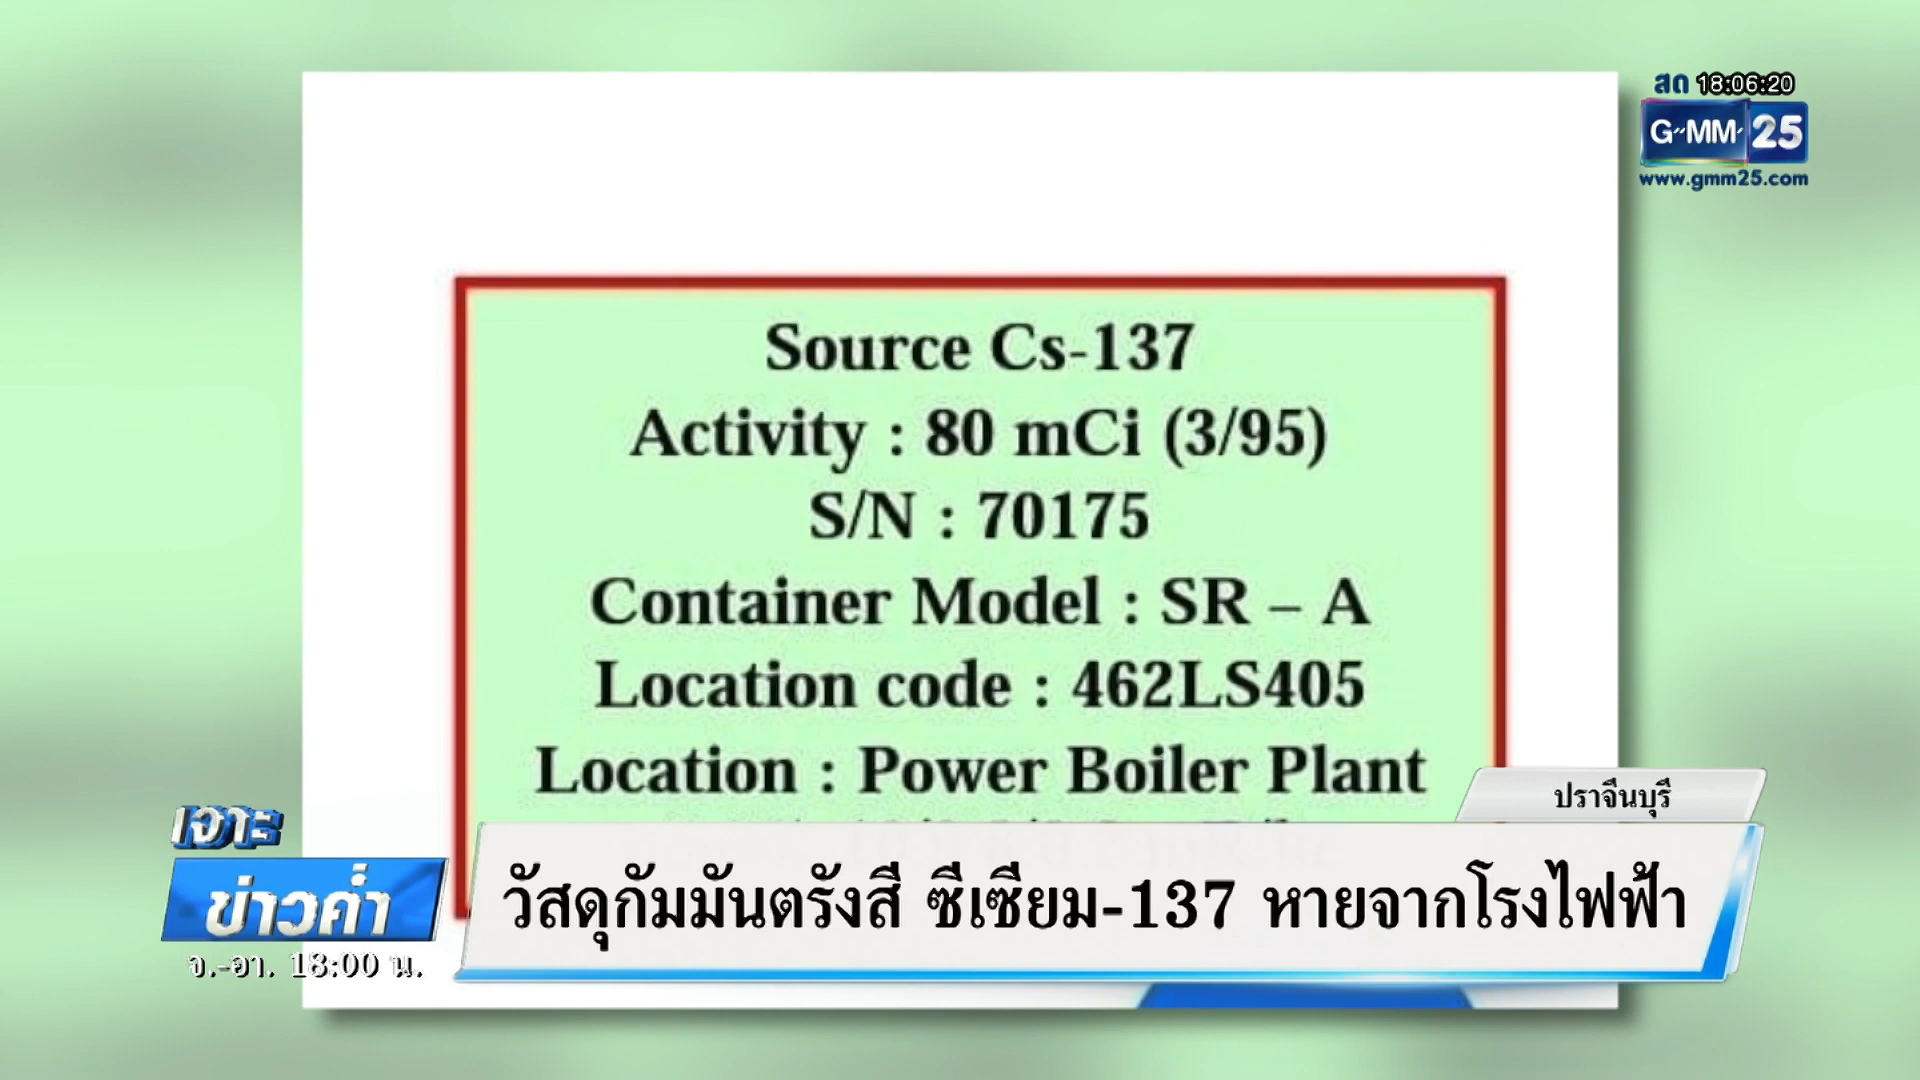 สด 18:06:20
G-MM 25
www.gmm25.com
Source Cs-137
Activity : 80 mCi (3/95)
S/N : 70175
Container Model : SR – A
Location code : 462LS405
Location : Power Boiler Plant
ปราจีนบุรี
เจาะ
ข่าวค่ำ
จ.-อา. 18:00 น.
วัสดุกัมมันตรังสี ซีเซียม-137 หายจากโรงไฟฟ้า